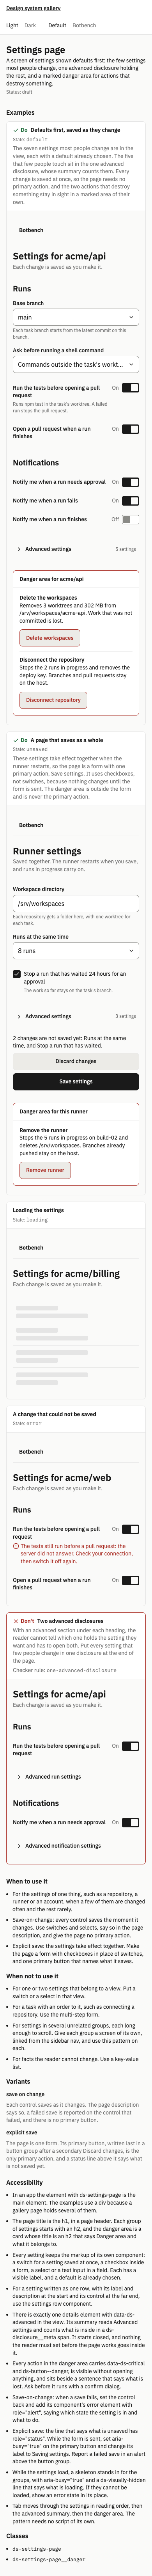 Design system gallery
Light Dark Default Botbench
Settings page
A screen of settings shown defaults first: the few settings
most people change, one advanced disclosure holding
the rest, and a marked danger area for actions that
destroy something.
Status: draft
Examples
Do Defaults first, saved as they change
State: default
The seven settings most people change are in the
view, each with a default already chosen. The five
that few people touch sit in the one advanced
disclosure, whose summary counts them. Every
change is saved at once, so the page needs no
primary action, and the two actions that destroy
something stay in sight in a marked area of their
own.
Botbench
Settings for acme/api
Each change is saved as you make it.
Runs
Base branch
main
Each task branch starts from the latest commit on this
branch.
Ask before running a shell command
Commands outside the task's workt...
Run the tests before opening a pull
request
On
Runs npm test in the task's worktree. A failed
run stops the pull request.
Open a pull request when a run
finishes
On
Notifications
Notify me when a run needs approval On
Notify me when a run fails On
Notify me when a run finishes Off
Advanced settings 5 settings
Danger area for acme/api
Delete the workspaces
Removes 3 worktrees and 302 MB from
/srv/workspaces/acme-api. Work that was not
committed is lost.
Delete workspaces
Disconnect the repository
Stops the 2 runs in progress and removes the
deploy key. Branches and pull requests stay
on the host.
Disconnect repository
Do A page that saves as a whole
State: unsaved
These settings take effect together when the
runner restarts, so the page is a form with one
primary action, Save settings. It uses checkboxes,
not switches, because nothing changes until the
form is sent. The danger area is outside the form
and is never the primary action.
Botbench
Runner settings
Saved together. The runner restarts when you save,
and runs in progress carry on.
Workspace directory
/srv/workspaces
Each repository gets a folder here, with one worktree for
each task.
Runs at the same time
8 runs
Stop a run that has waited 24 hours for an
approval
The work so far stays on the task's branch.
Advanced settings 3 settings
2 changes are not saved yet: Runs at the same
time, and Stop a run that has waited.
Discard changes
Save settings
Danger area for this runner
Remove the runner
Stops the 5 runs in progress on build-02 and
deletes /srv/workspaces. Branches already
pushed stay on the host.
Remove runner
Loading the settings
State: loading
Botbench
Settings for acme/billing
Each change is saved as you make it.
A change that could not be saved
State: error
Botbench
Settings for acme/web
Each change is saved as you make it.
Runs
Run the tests before opening a pull
request
On
The tests still run before a pull request: the
server did not answer. Check your connection,
then switch it off again.
Open a pull request when a run
finishes
On
Don't Two advanced disclosures
With an advanced section under each heading, the reader
cannot tell which one holds the setting they
want and has to open both. Put every setting that
few people change in one disclosure at the end of
the page.
Checker rule: one-advanced-disclosure
Settings for acme/api
Each change is saved as you make it.
Runs
Run the tests before opening a pull
request
On
Advanced run settings
Notifications
Notify me when a run needs approval On
Advanced notification settings
When to use it
For the settings of one thing, such as a repository, a
runner or an account, when a few of them are changed
often and the rest rarely.
Save-on-change: every control saves the moment it
changes. Use switches and selects, say so in the page
description, and give the page no primary action.
Explicit save: the settings take effect together. Make
the page a form with checkboxes in place of switches,
and one primary button that names what it saves.
When not to use it
For one or two settings that belong to a view. Put a
switch or a select in that view.
For a task with an order to it, such as connecting a
repository. Use the multi-step form.
For settings in several unrelated groups, each long
enough to scroll. Give each group a screen of its own,
linked from the sidebar nav, and use this pattern on
each.
For facts the reader cannot change. Use a key-value
list.
Variants
save on change
Each control saves as it changes. The page description
says so, a failed save is reported on the control that
failed, and there is no primary button.
explicit save
The page is one form. Its primary button, written last in a
button group after a secondary Discard changes, is the
only primary action, and a status line above it says what
is not saved yet.
Accessibility
In an app the element with ds-settings-page is the
main element. The examples use a div because a
gallery page holds several of them.
The page title is the h1, in a page header. Each group
of settings starts with an h2, and the danger area is a
card whose title is an h2 that says Danger area and
what it belongs to.
Every setting keeps the markup of its own component:
a switch for a setting saved at once, a checkbox inside
a form, a select or a text input in a field. Each has a
visible label, and a default is already chosen.
For a setting written as one row, with its label and
description at the start and its control at the far end,
use the settings row component.
There is exactly one details element with data-ds-
advanced in the view. Its summary reads Advanced
settings and counts what is inside in a ds-
disclosure__meta span. It starts closed, and nothing
the reader must set before the page works goes inside
it.
Every action in the danger area carries data-ds-critical
and ds-button--danger, is visible without opening
anything, and sits beside a sentence that says what is
lost. Ask before it runs with a confirm dialog.
Save-on-change: when a save fails, set the control
back and add its component's error element with
role="alert", saying which state the setting is in and
what to do.
Explicit save: the line that says what is unsaved has
role="status". While the form is sent, set aria-
busy="true" on the primary button and change its
label to Saving settings. Report a failed save in an alert
above the button group.
While the settings load, a skeleton stands in for the
groups, with aria-busy="true" and a ds-visually-hidden
line that says what is loading. If they cannot be
loaded, show an error state in its place.
Tab moves through the settings in reading order, then
the advanced summary, then the danger area. The
pattern needs no script of its own.
Classes
ds-settings-page
ds-settings-page__danger